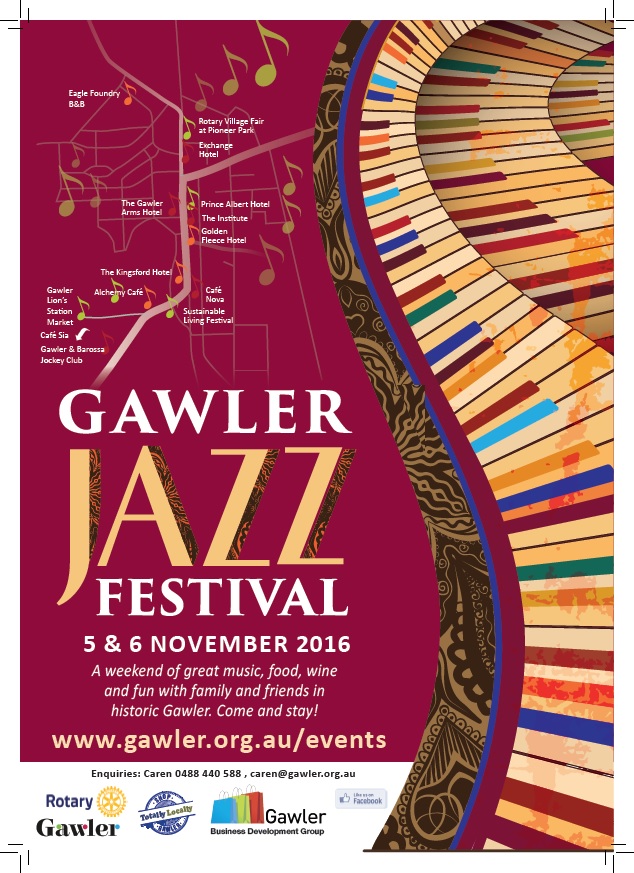 Eagle Foundry
B&B
Rotary Village Fair
at Pioneer Park
Exchange
Hotel
The Gawler
Arms Hotel
Prince Albert Hotel
The Institute
Golden
Fleece Hotel
The Kingsford Hotel
Gawler
Lion's
Station
Market
Alchemy Café
Café
Nova
Sustainable
Living Festival
Café Sia
Gawler & Barossa
Jockey Club
GAWLER
JAZZ
FESTIVAL
5 & 6 NOVEMBER 2016
A weekend of great music, food, wine
and fun with family and friends in
historic Gawler. Come and stay!
www.gawler.org.au/events
Enquiries: Caren 0488 440 588 , caren@gawler.org.au
Rotary
Gawler
SHOP
Totally Locally
GAWLER
Gawler
Business Development Group
Like us on
Facebook